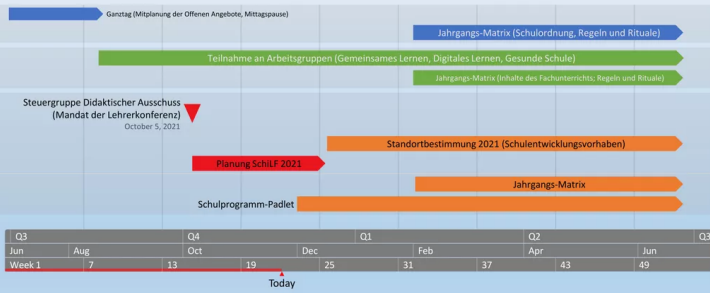 Ganztag (Mitplanung der Offenen Angebote, Mittagspause)
Jahrgangs-Matrix (Schulordnung, Regeln und Rituale)
Teilnahme an Arbeitsgruppen (Gemeinsames Lernen, Digitales Lernen, Gesunde Schule)
Jahrgangs-Matrix (Inhalte des Fachunterrichts; Regeln und Rituale)
Steuergruppe Didaktischer Ausschuss
(Mandat der Lehrerkonferenz)
October 5, 2021
Standortbestimmung 2021 (Schulentwicklungsvorhaben)
Planung SchiLF 2021
Jahrgangs-Matrix
Schulprogramm-Padlet
Q3 Q4 Q1 Q2 Q3
Jun Aug Oct Dec Feb Apr Jun
Week 1 7 13 19 25 31 37 43 49
Today